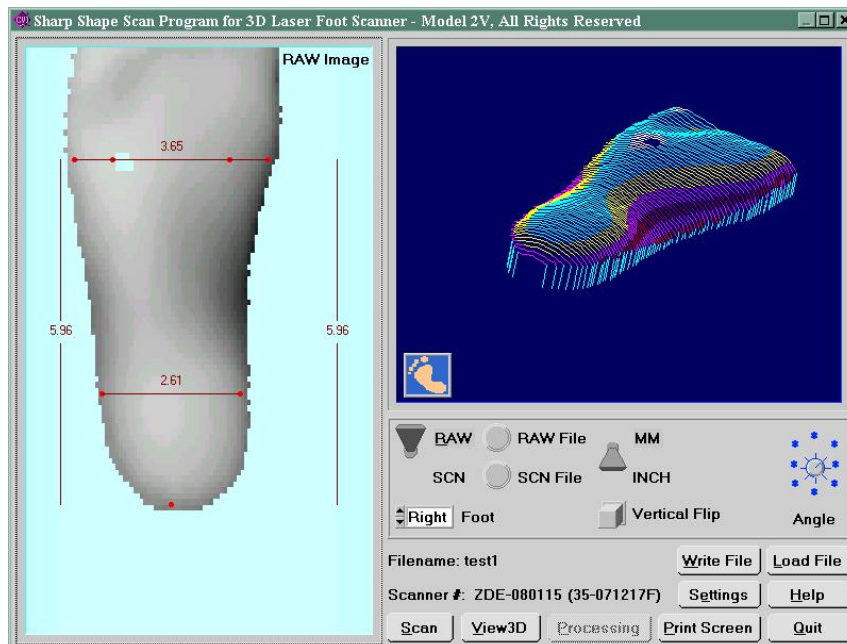 Sharp Shape Scan Program for 3D Laser Foot Scanner - Model 2V, All Rights Reserved
RAW Image
3.65
5.96
5.96
2.61
RAW
RAW File
MM
SCN
SCN File
INCH
Right
Foot
Vertical Flip
Angle
Filename: test1
Write File
Load File
Scanner #: ZDE-080115 (35-071217F)
Settings
Help
Scan
View3D
Processing
Print Screen
Quit